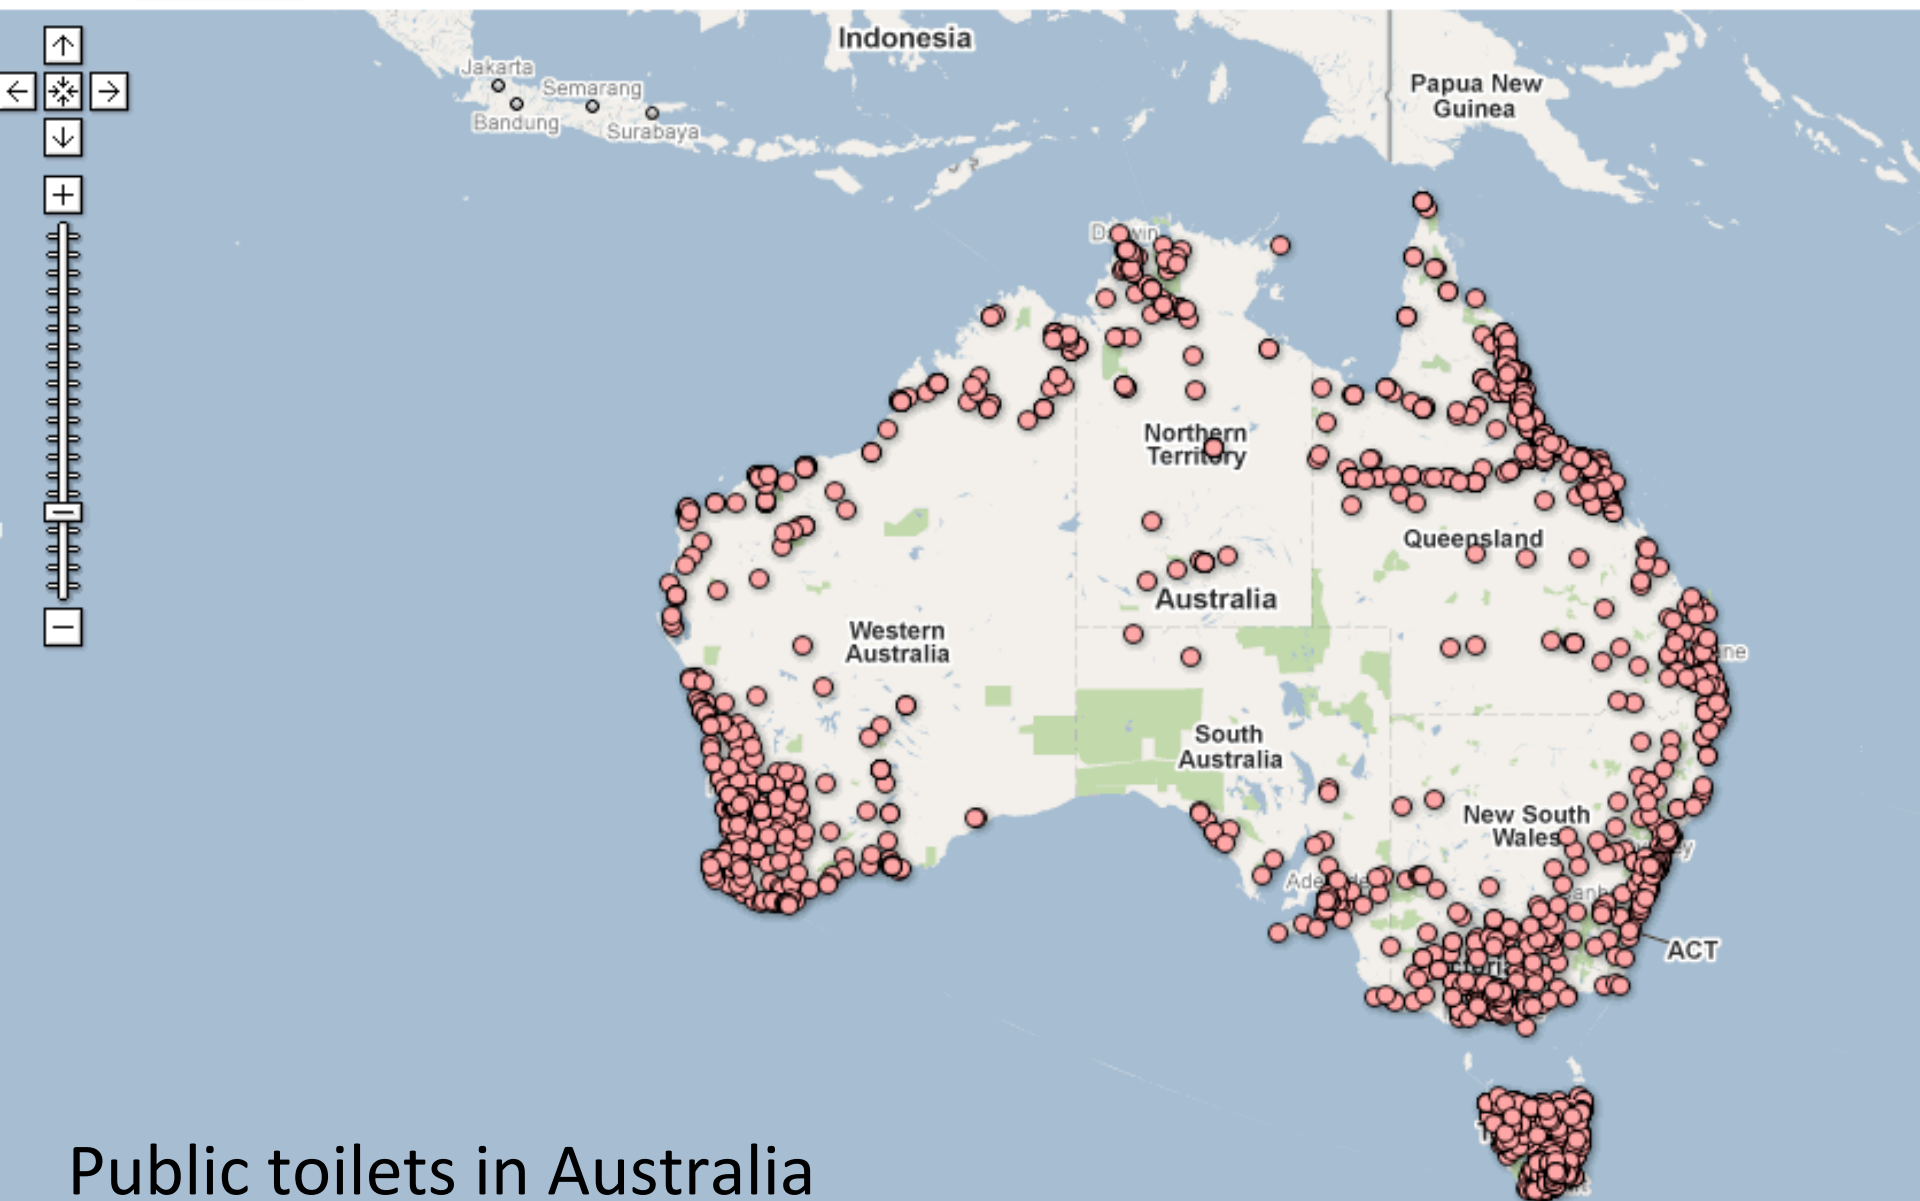 Indonesia
Jakarta
Semarang
Bandung
Surabaya
Papua New
Guinea
Northern
Territory
Queensland
Australia
Western
Australia
South
Australia
New South
Wales
ACT
Public toilets in Australia